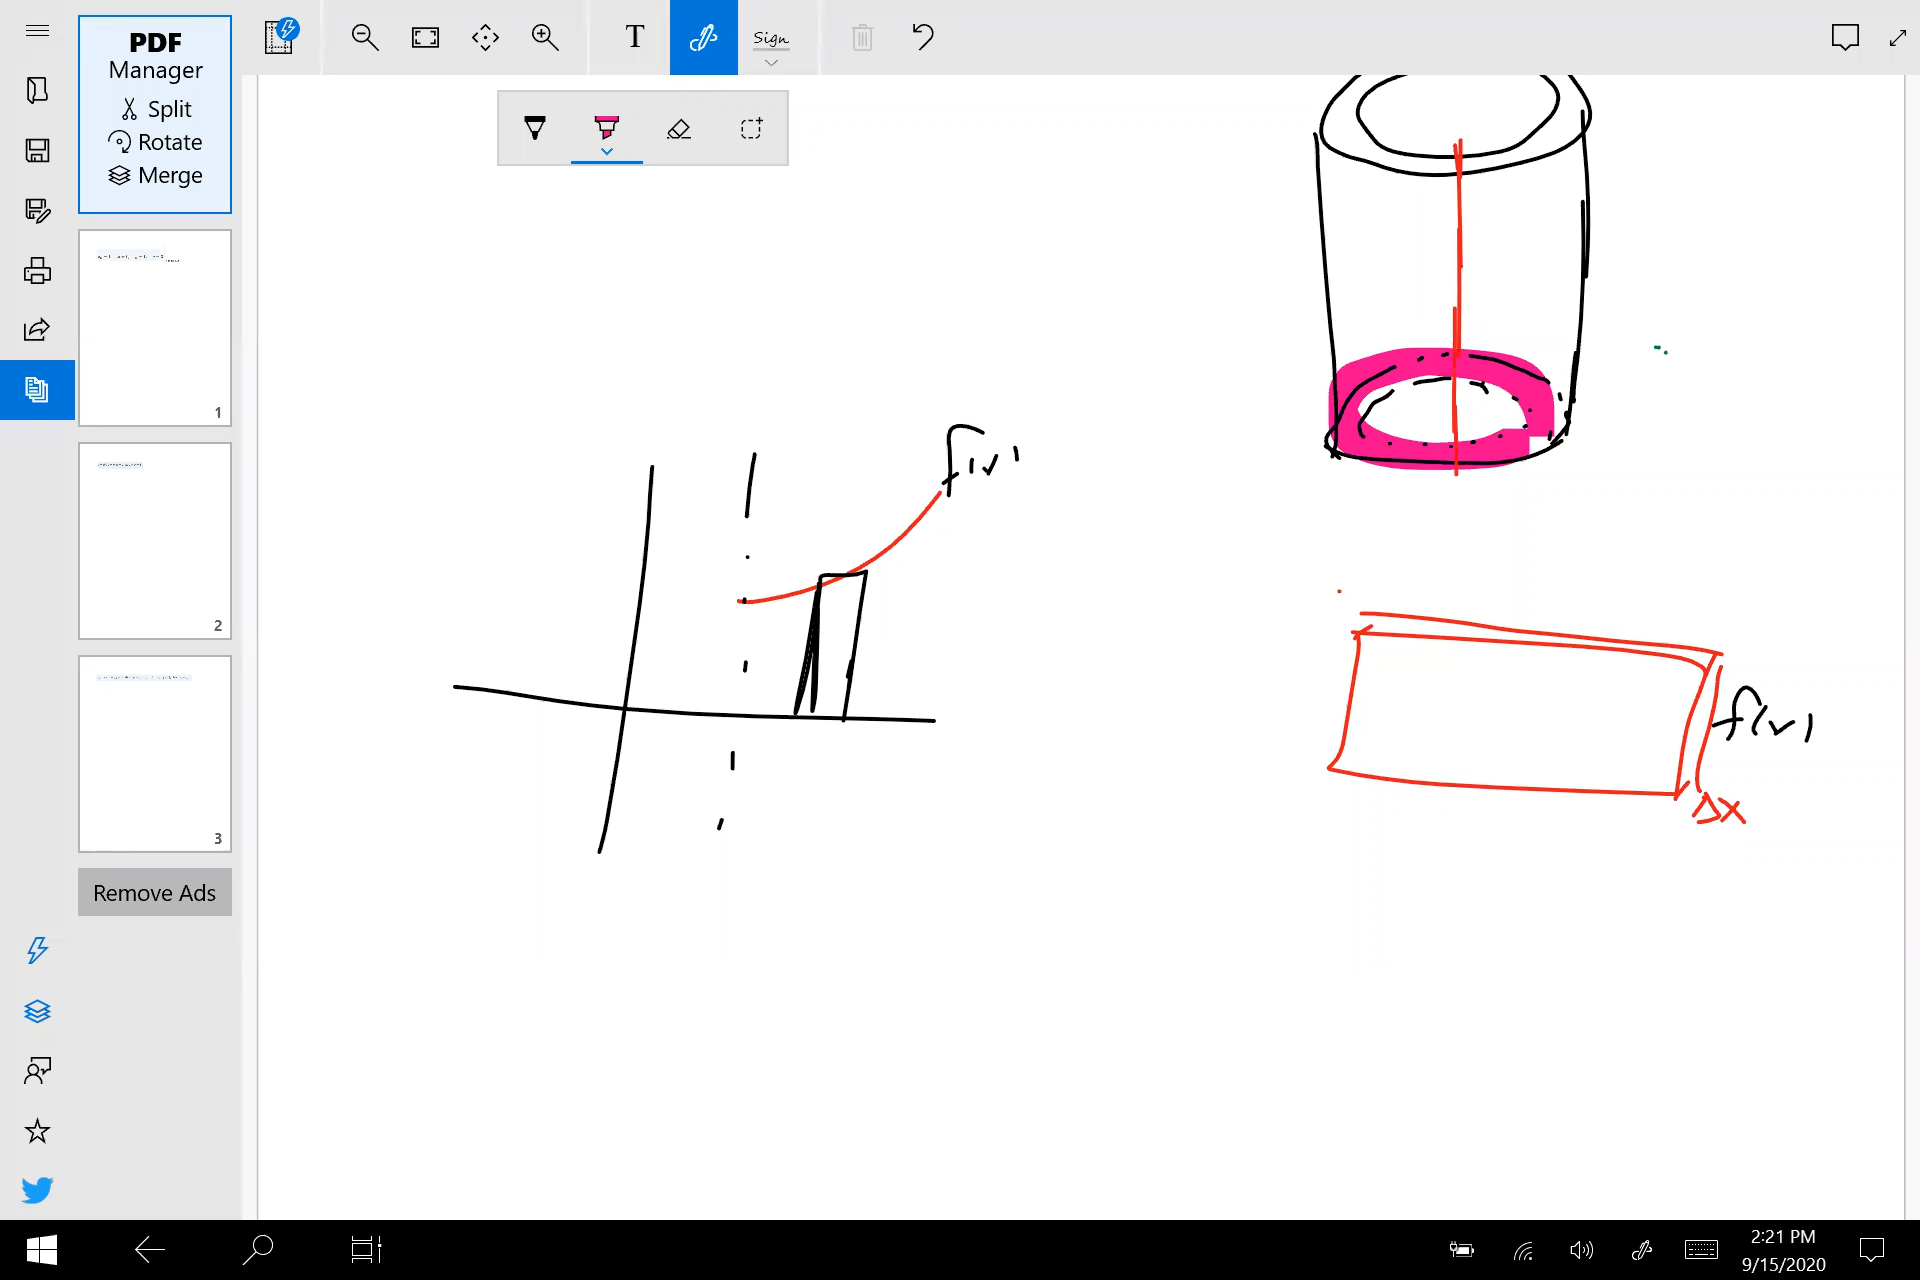 PDF
Manager
Split
Rotate
Merge
T
Sign
1
2
3
Remove Ads
f(x)
f(x)
Δx
2:21 PM
9/15/2020